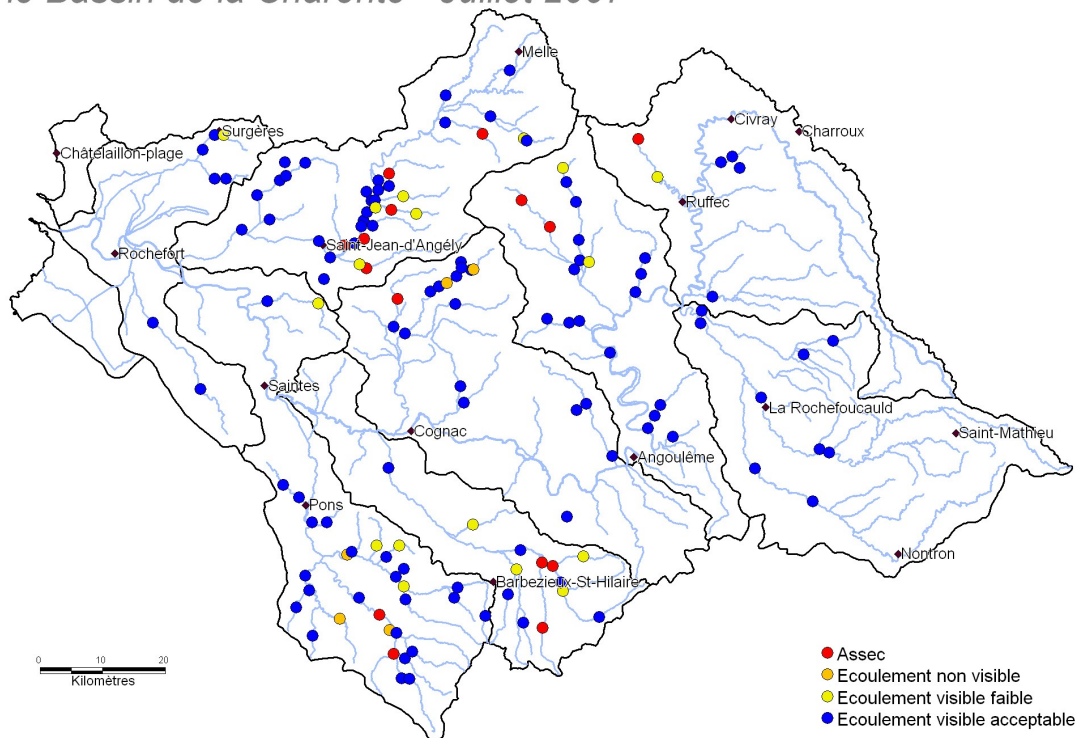 le Bassin de la Charente - Juillet 2007
Melle
Surgères
Civray
Charroux
Châtelaillon-plage
Ruffec
Rochefort
Saint-Jean-d'Angély
Saintes
La Rochefoucauld
Cognac
Saint-Mathieu
Angoulême
Pons
Nontron
Barbezieux-St-Hilaire
0 10 20
Kilomètres
Assec
Ecoulement non visible
Ecoulement visible faible
Ecoulement visible acceptable